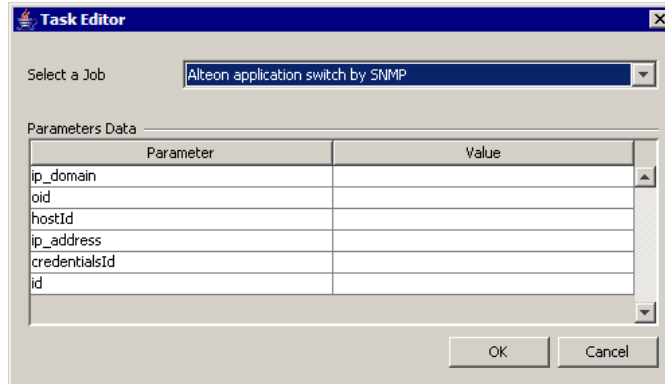 Task Editor
Select a Job
Alteon application switch by SNMP
Parameters Data
Parameter Value
ip_domain
oid
hostId
ip_address
credentialsId
id
OK Cancel